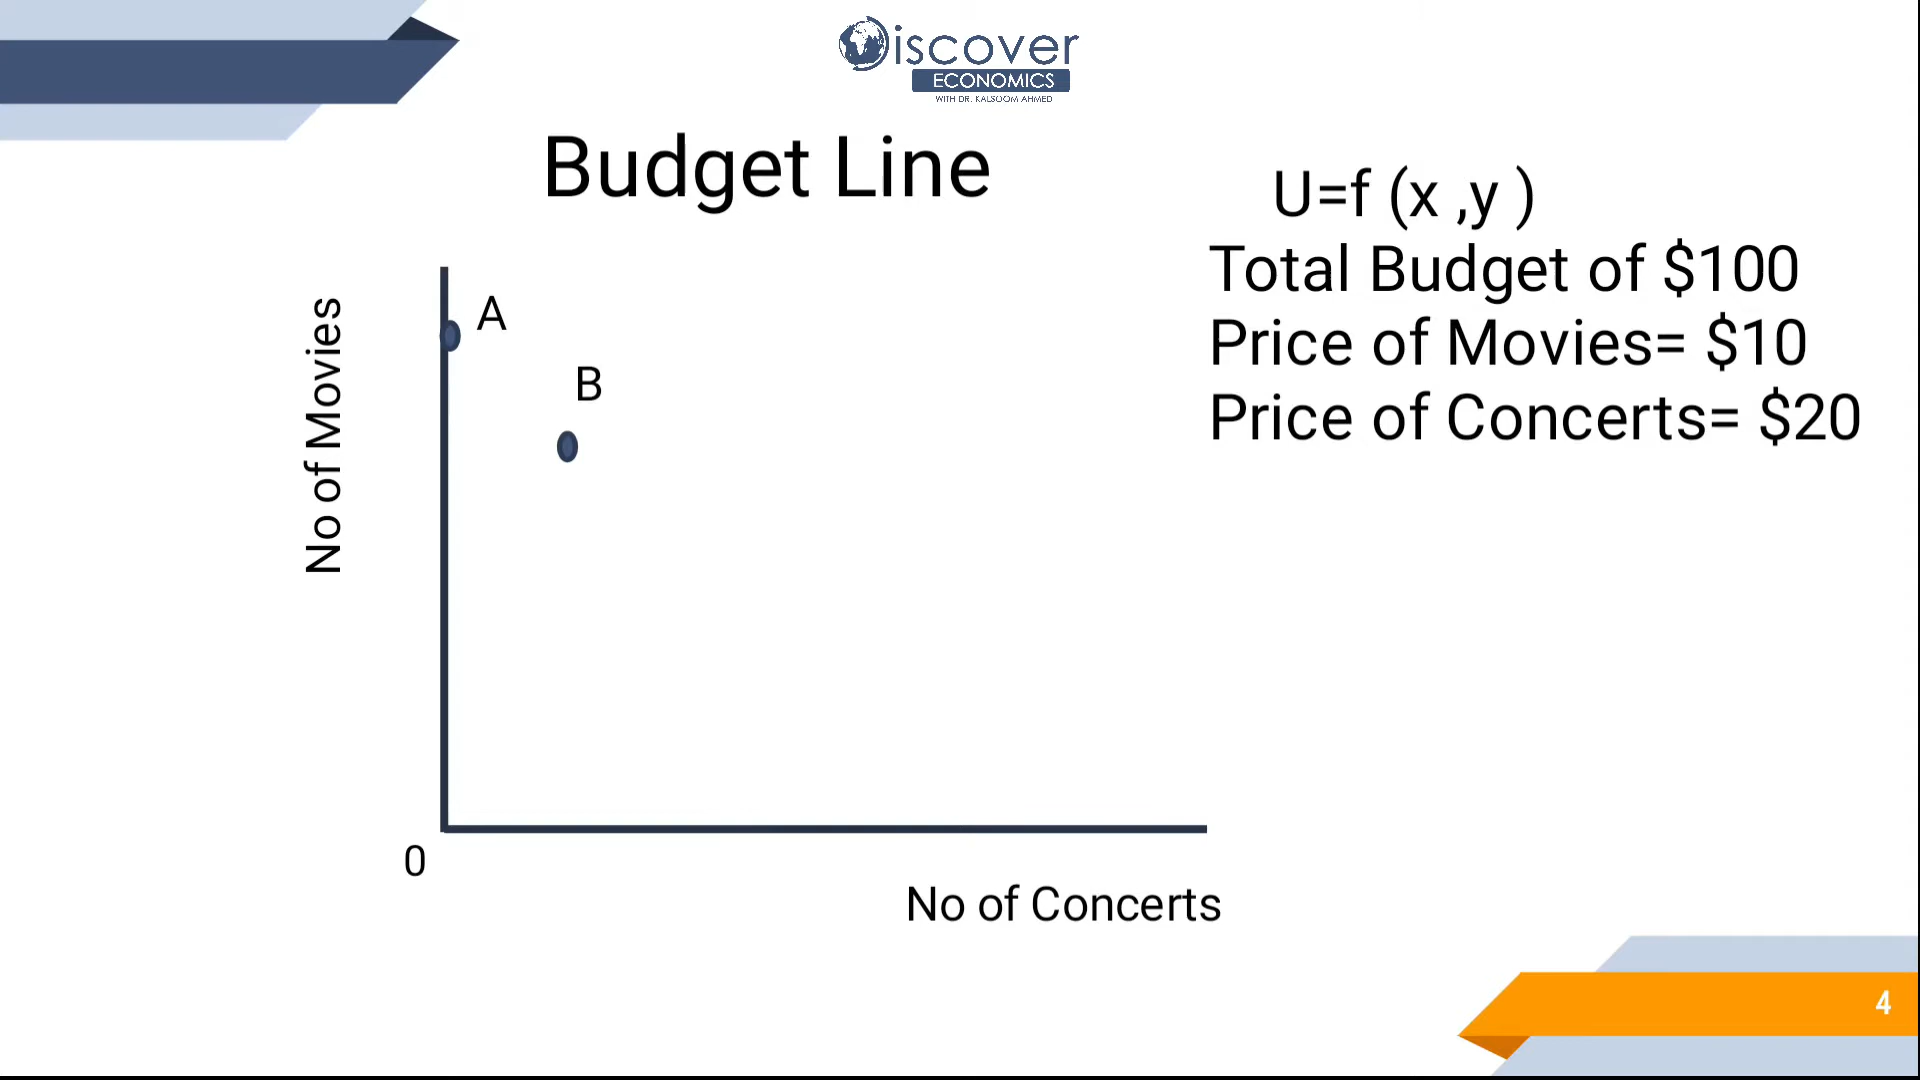 Discover
ECONOMICS
WITH DR. KALSOOM AHMED
Budget Line
U=f (x ,y )
Total Budget of $100
Price of Movies= $10
Price of Concerts= $20
No of Movies
A
B
0
No of Concerts
4